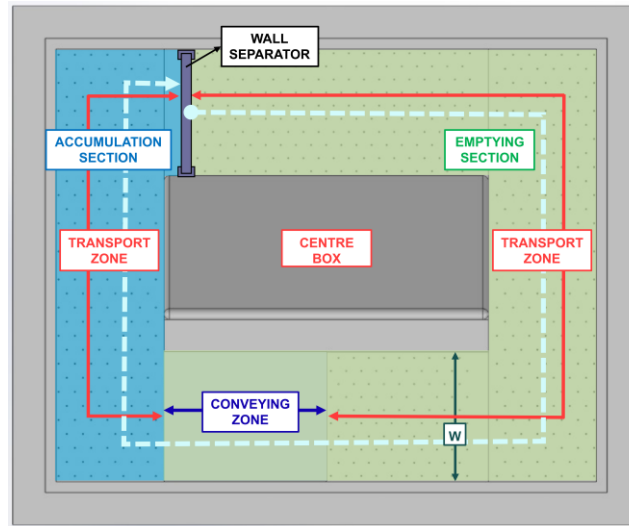 WALL
SEPARATOR
ACCUMULATION
SECTION
EMPTYING
SECTION
TRANSPORT
ZONE
CENTRE
BOX
TRANSPORT
ZONE
CONVEYING
ZONE
W